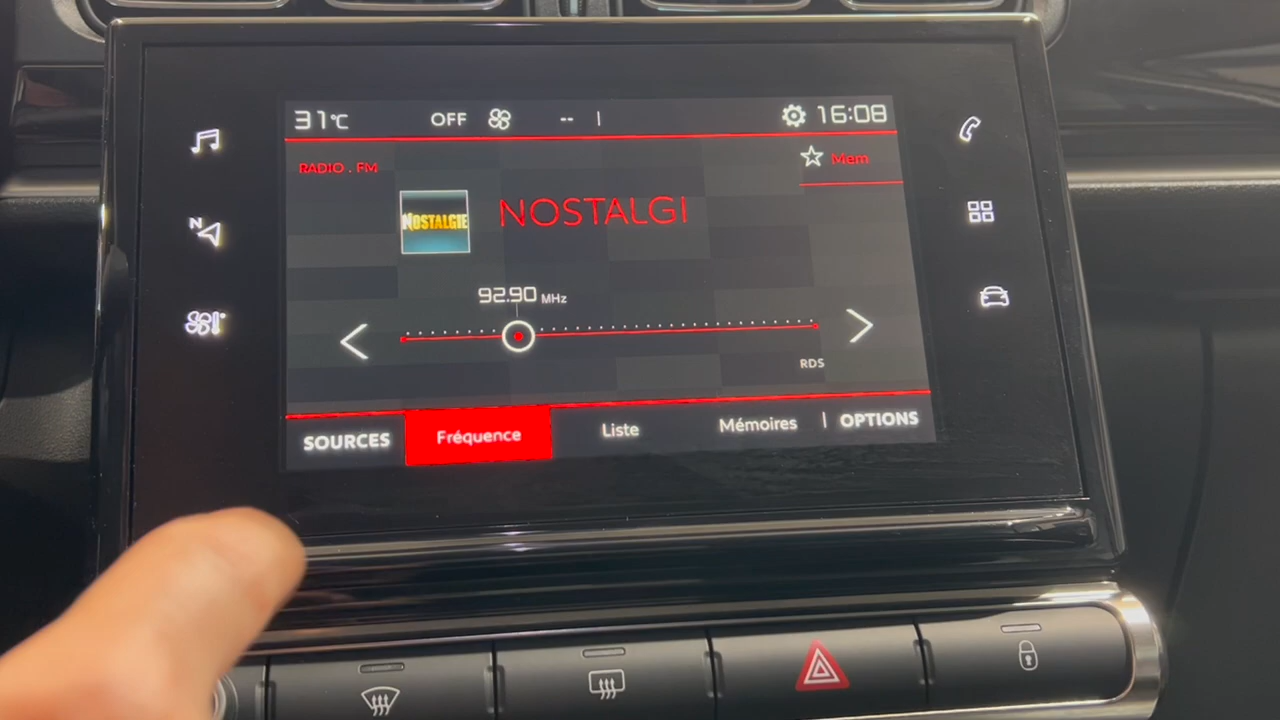 31°C OFF -- | 16:08
RADIO . FM
Mem
NOSTALGIE
NOSTALGI
N
92.90 MHz
RDS
SOURCES Fréquence Liste Mémoires | OPTIONS